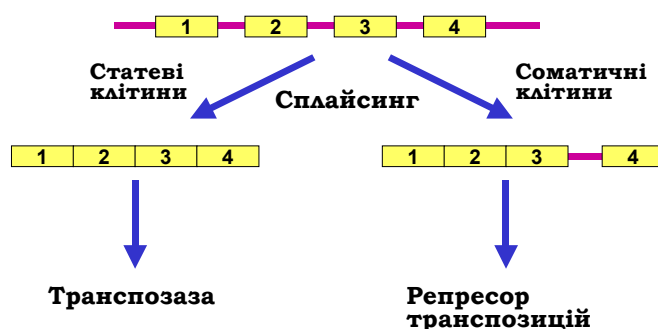 1 2 3 4
Статеві
клітини
Сплайсинг
Соматичні
клітини
1 2 3 4
1 2 3 4
Транспозаза
Репресор
транспозицій